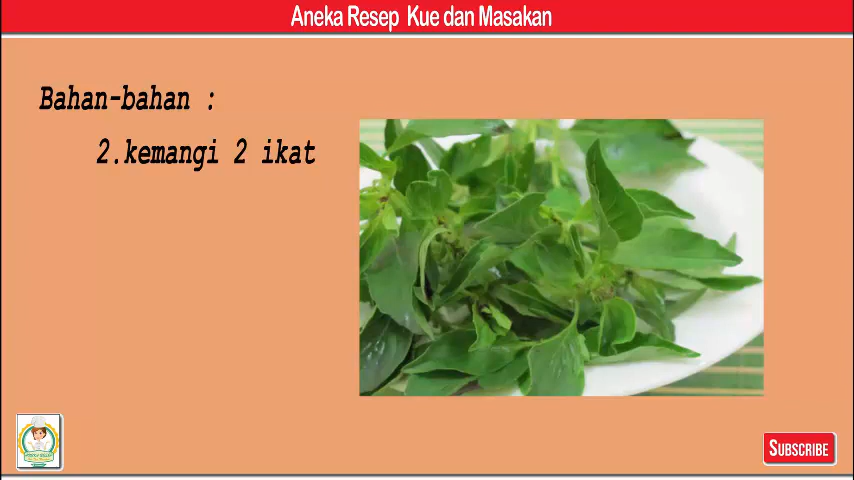 Aneka Resep Kue dan Masakan
Bahan-bahan :
2.kemangi 2 ikat
SUBSCRIBE